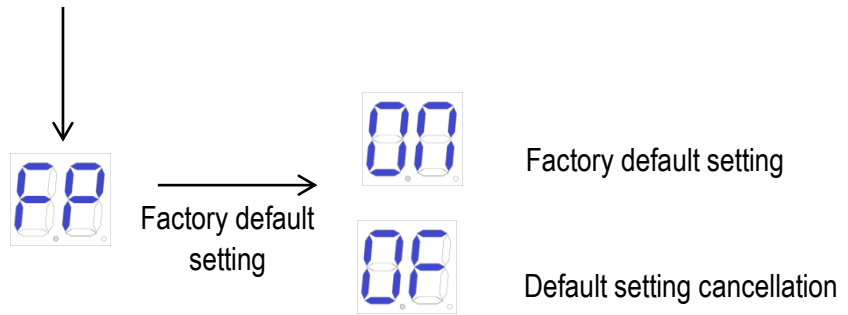 ON
Factory default setting
FP
Factory default
setting
OF
Default setting cancellation